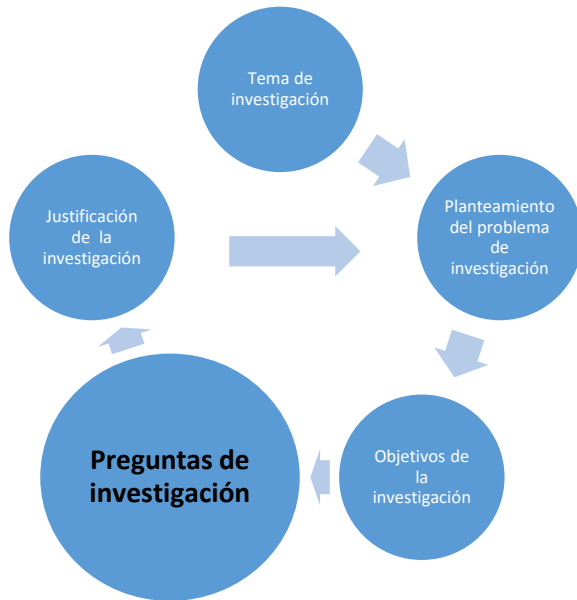 Tema de
investigación
Planteamiento
del problema
de
investigación
Objetivos de
la
investigación
Preguntas de
investigación
Justificación
de la
investigación